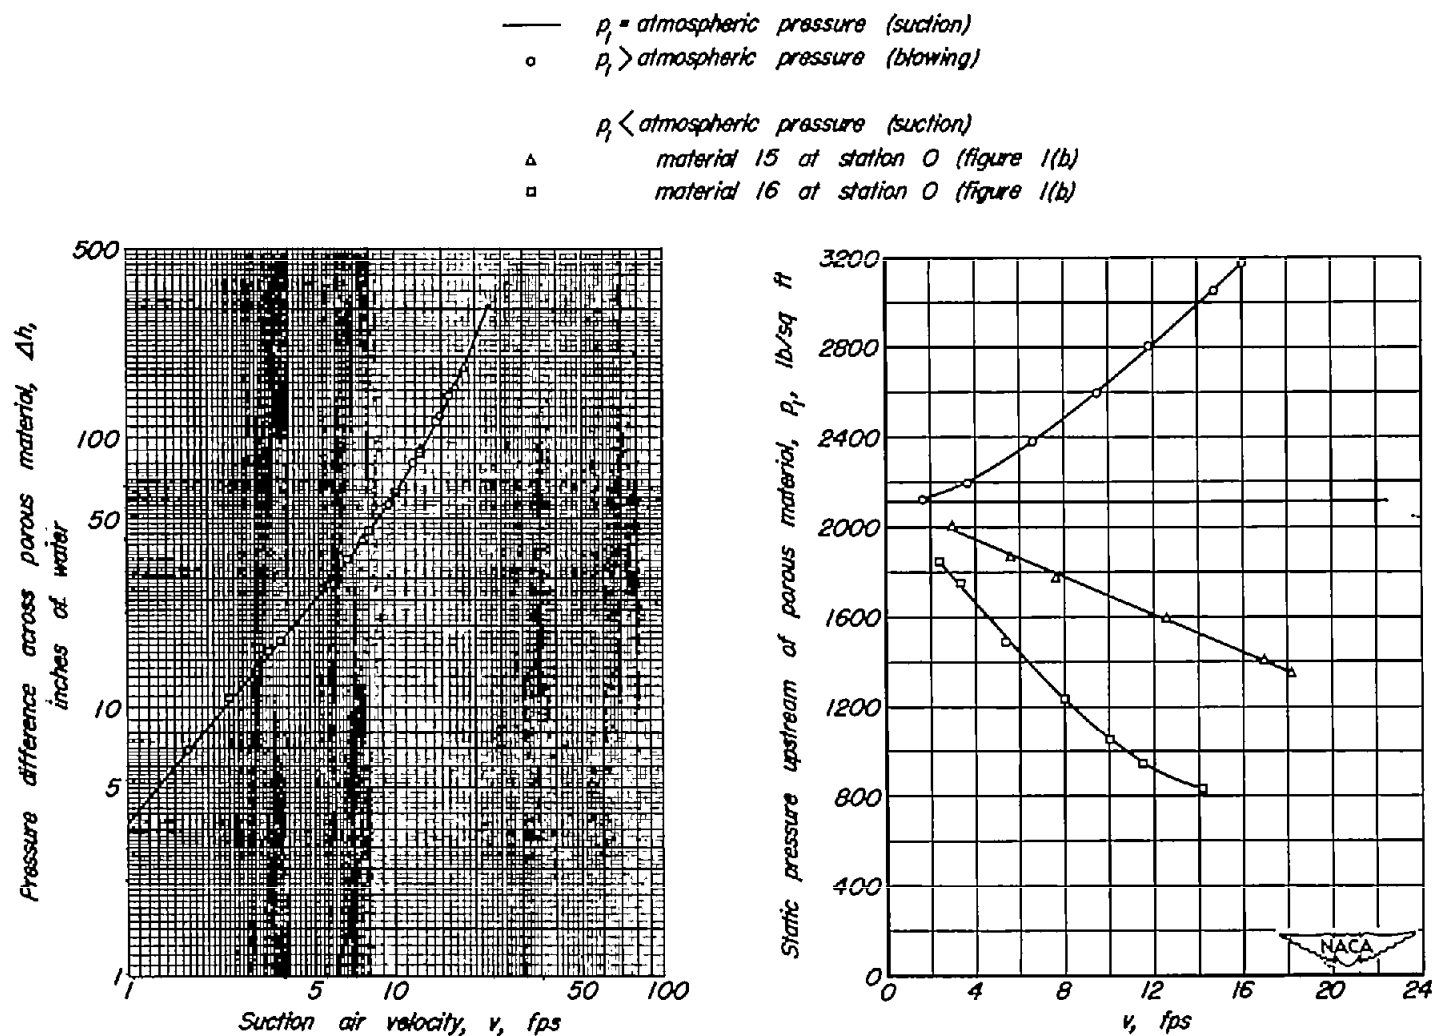 p₁ = atmospheric pressure (suction)
p₁ > atmospheric pressure (blowing)
p₁ < atmospheric pressure (suction)
material 15 at station 0 (figure 1(b)
material 16 at station 0 (figure 1(b)
Pressure difference across porous material, Δh,
inches of water
500
100
50
10
5
1
1 5 10 50 100
Suction air velocity, v, fps
Static pressure upstream of porous material, p₁, lb/sq ft
3200
2800
2400
2000
1600
1200
800
400
0
0 4 8 12 16 20 24
v, fps
NACA